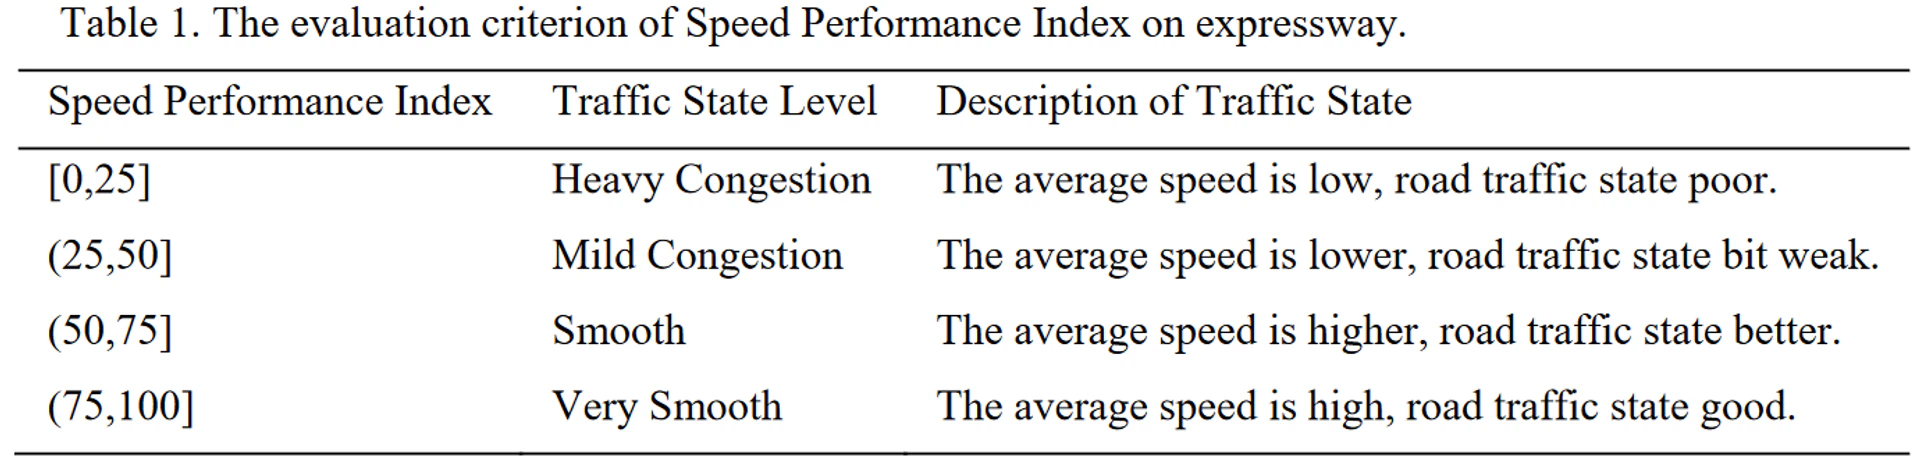 Table 1. The evaluation criterion of Speed Performance Index on expressway.
Speed Performance Index Traffic State Level Description of Traffic State
[0,25] Heavy Congestion The average speed is low, road traffic state poor.
(25,50] Mild Congestion The average speed is lower, road traffic state bit weak.
(50,75] Smooth The average speed is higher, road traffic state better.
(75,100] Very Smooth The average speed is high, road traffic state good.